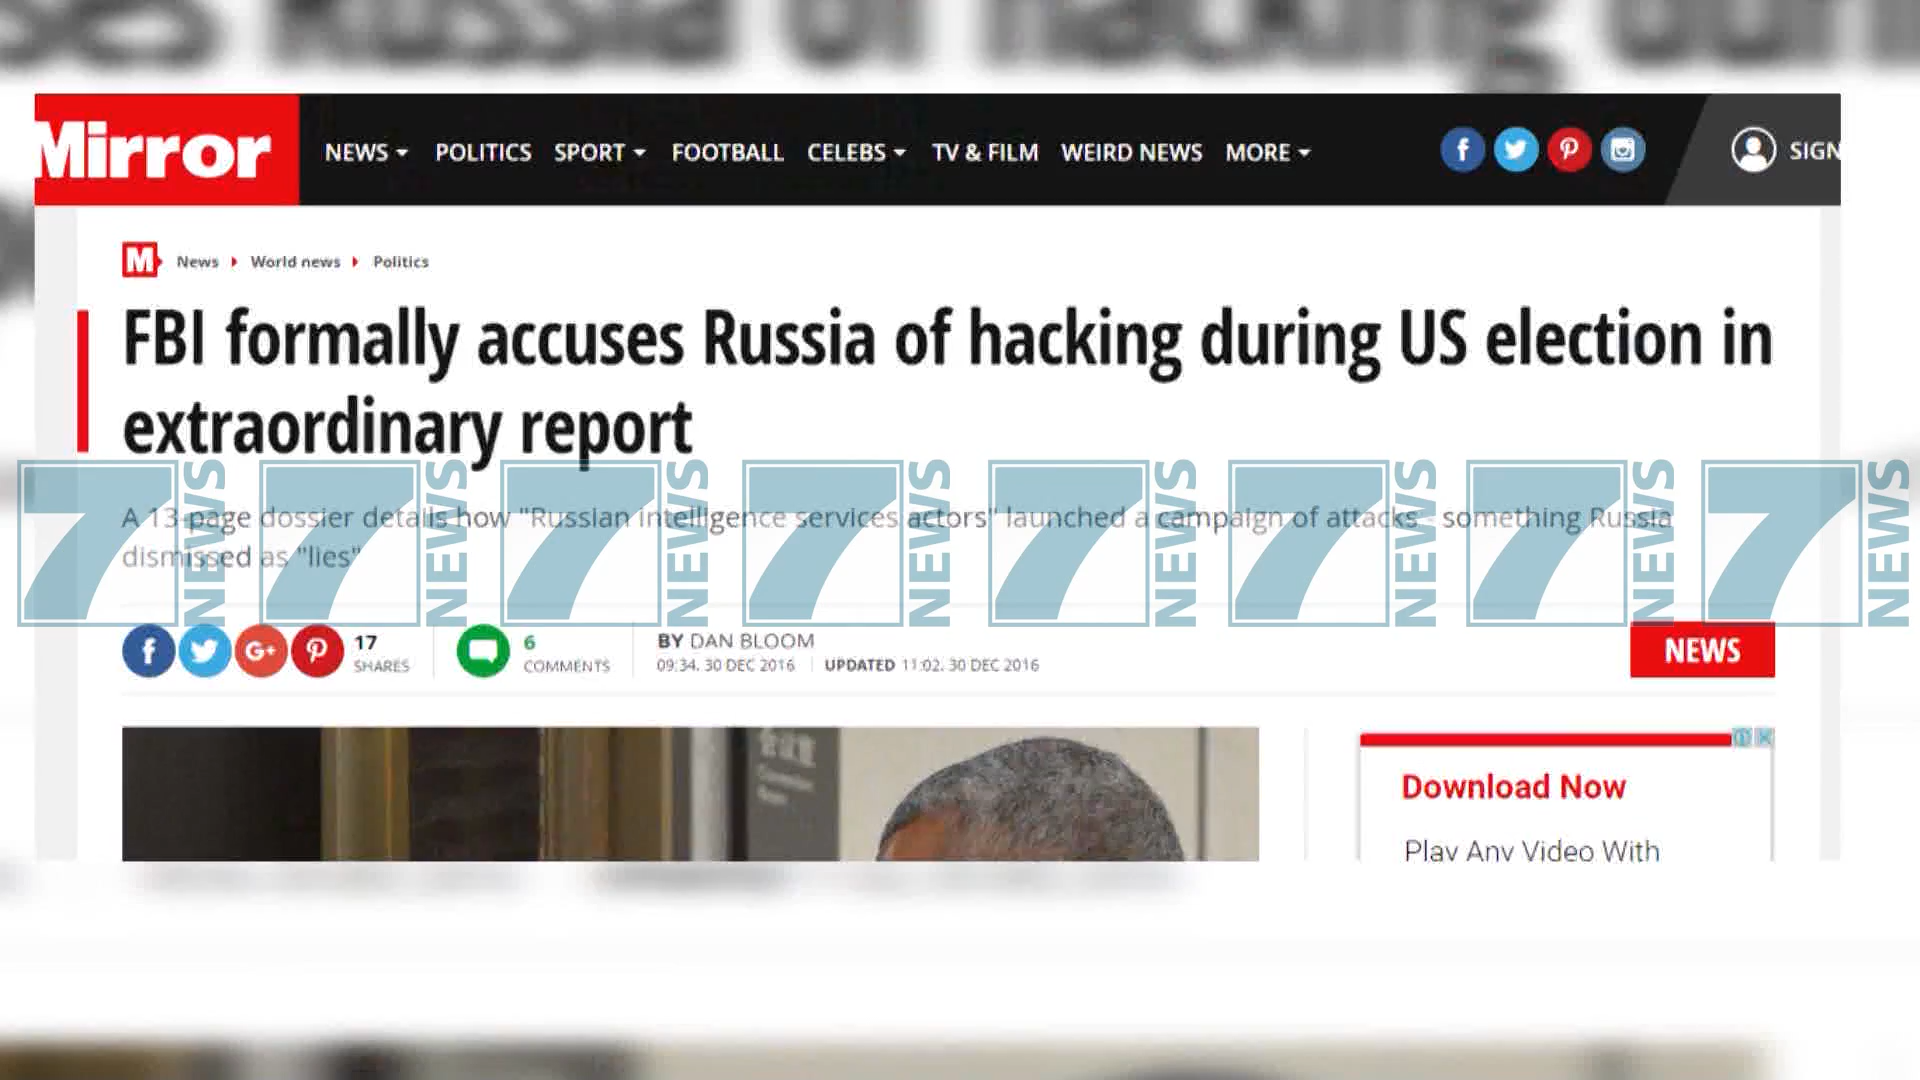 Mirror NEWS POLITICS SPORT FOOTBALL CELEBS TV & FILM WEIRD NEWS MORE SIGN
M News World news Politics
FBI formally accuses Russia of hacking during US election in
extraordinary report
A 13-page dossier details how "Russian intelligence services actors" launched a campaign of attacks - something Russia
dismissed as "lies"
7 NEWS 7 NEWS 7 NEWS 7 NEWS 7 NEWS 7 NEWS 7 NEWS 7 NEWS
17
SHARES
6
COMMENTS
BY DAN BLOOM
09:34, 30 DEC 2016 UPDATED 11:02, 30 DEC 2016
NEWS
Download Now
Play Any Video With